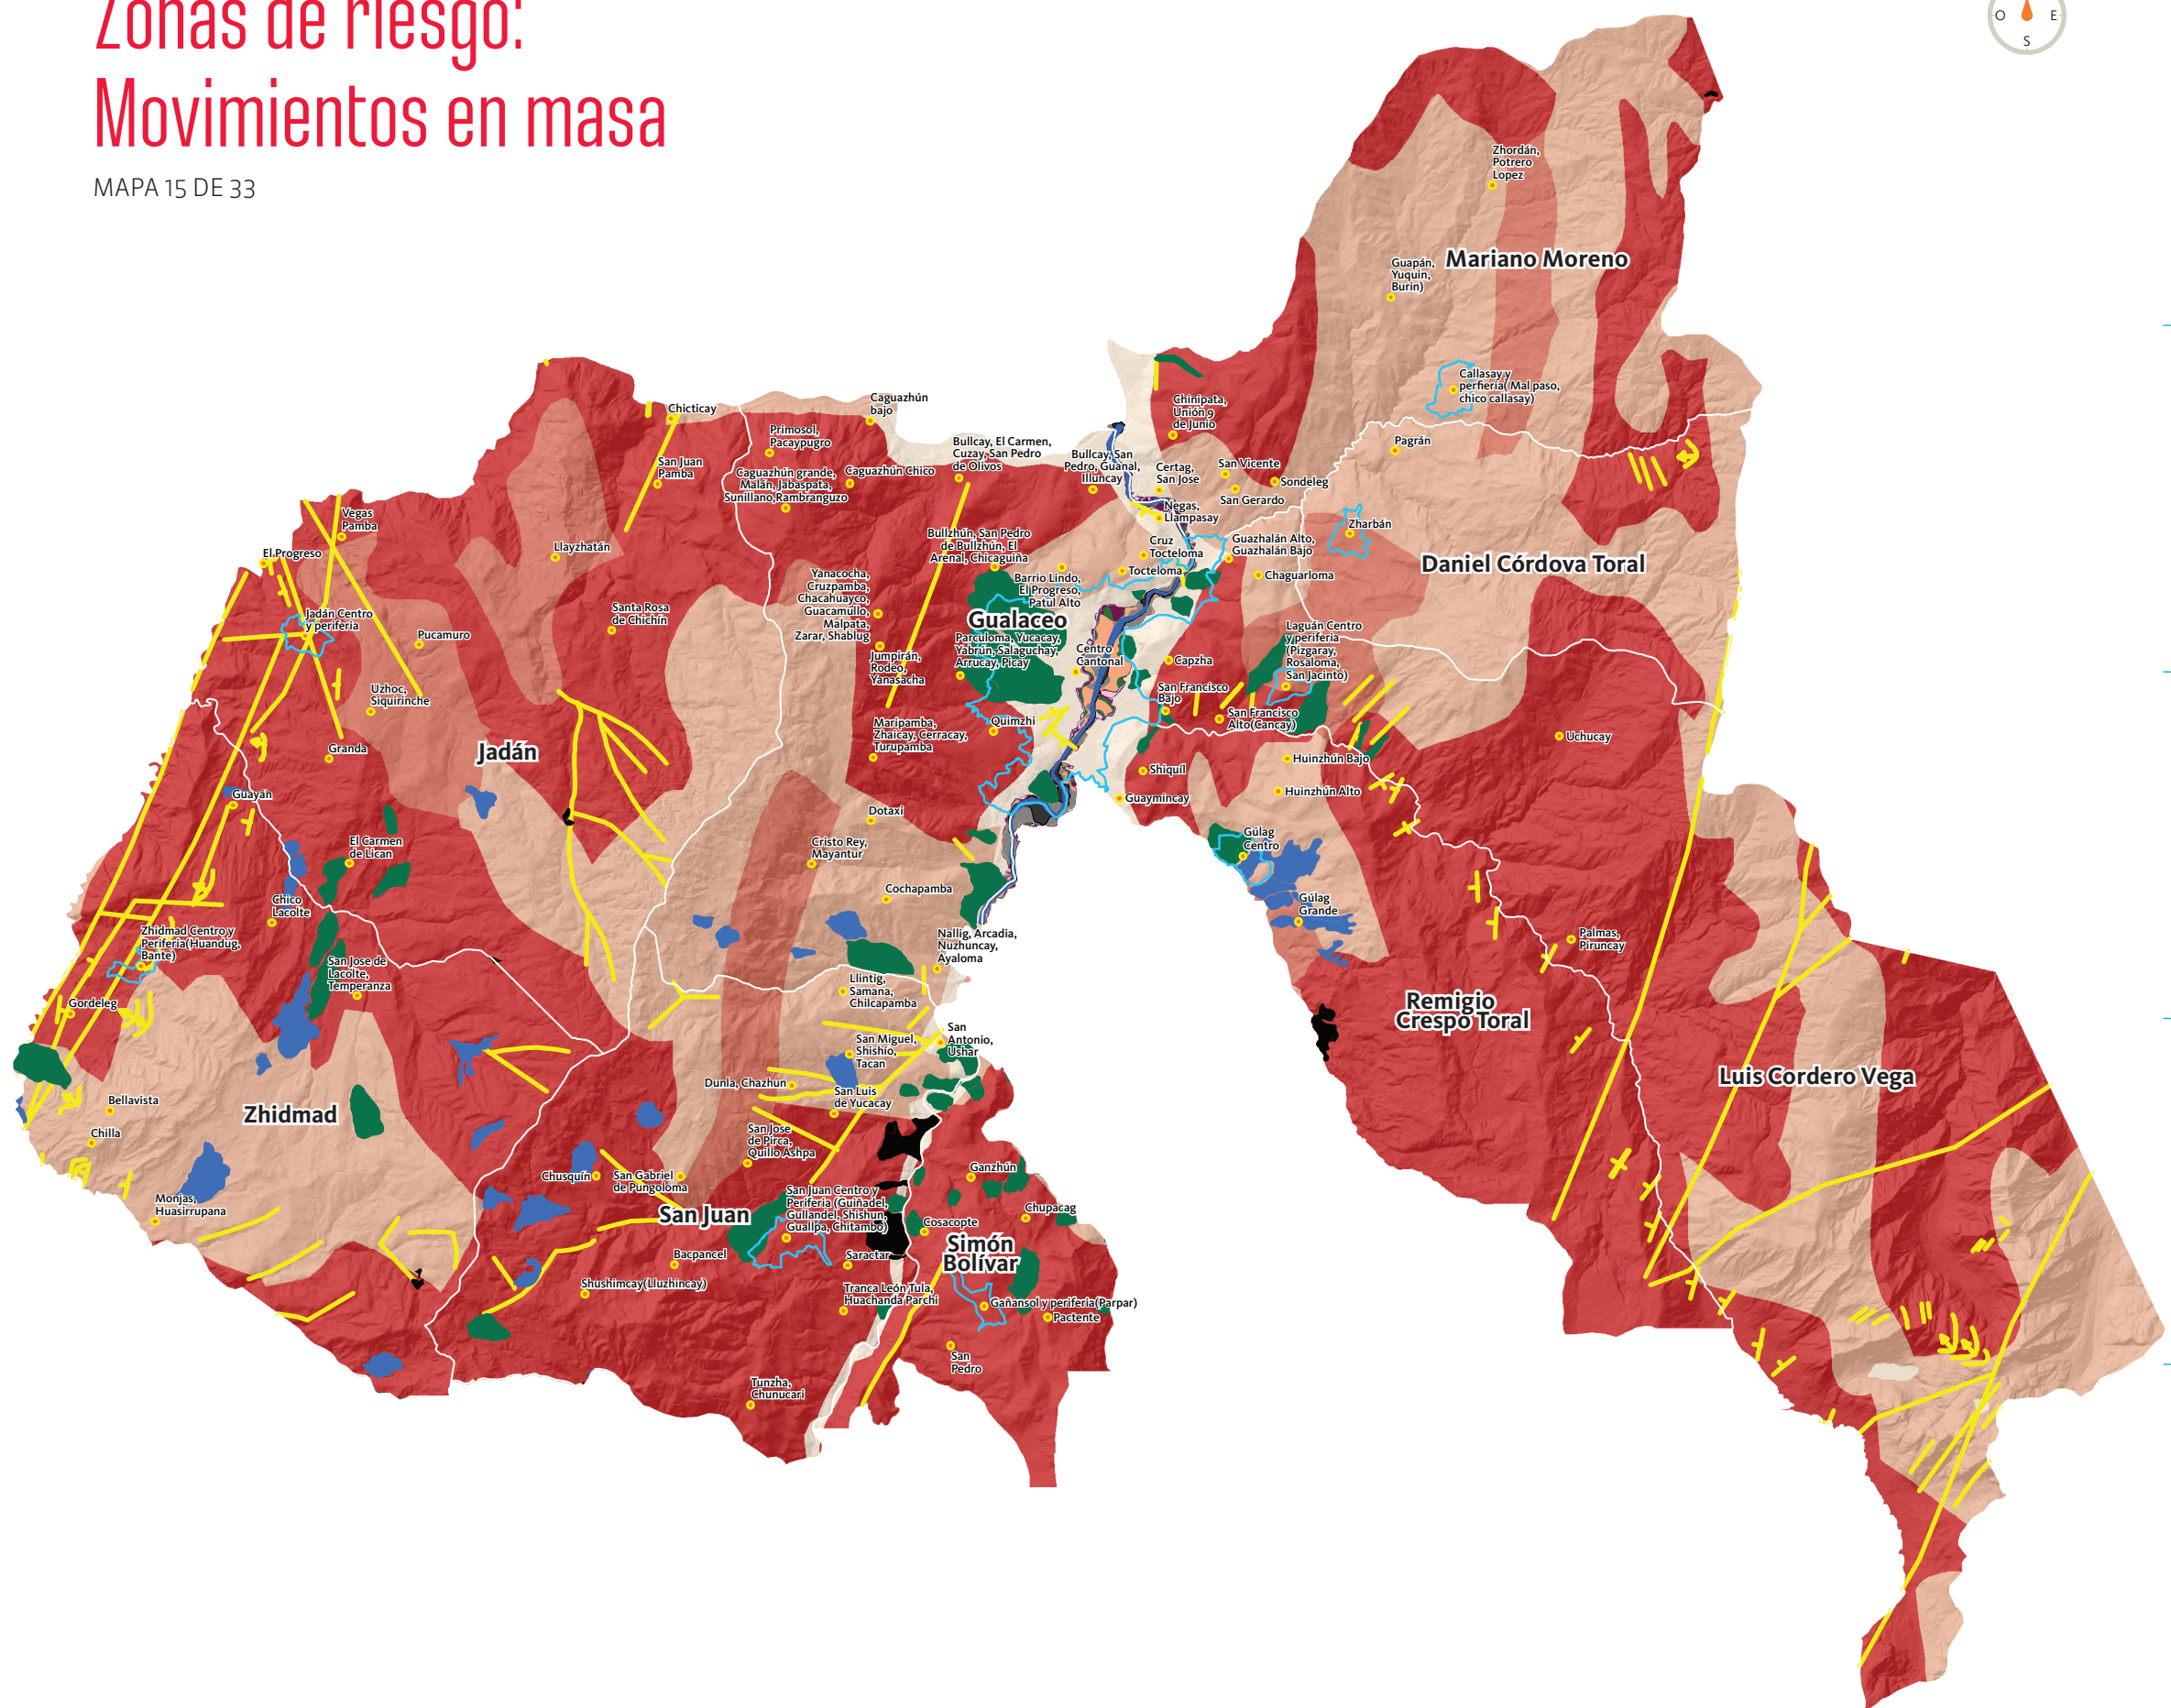 Zonas de riesgo:
Movimientos en masa
MAPA 15 DE 33
O
E
S
Zhordán,
Potrero
Lopez
Mariano Moreno
Guapán,
Yuquin,
Burin)
Callasay y
perfieria( Mal paso,
chico callasay)
Pagrán
Chinipata,
Unión 9
de Junio
Caguazhún
bajo
Chicticay
Primosol,
Pacaypugro
San Juan
Pamba
Caguazhún grande,
Malán, Jabaspata,
Sunillano,Rambranguzo
Caguazhún Chico
Bullcay, El Carmen,
Cuzay, San Pedro
de Olivos
Bullcay, San
Pedro, Guanal,
Illuncay
Certag,
San Jose
San Vicente
San Gerardo
Sondeleg
Negas,
Llampasay
Zharbán
Daniel Córdova Toral
Guazhalán Alto,
Guazhalán Bajo
Cruz
Tocteloma
Tocteloma
Chaguarloma
Vegas
Pamba
El Progreso
Llayzhatán
Bullzhún, San Pedro
de Bullzhún, El
Arenal, Chicaguiña
Barrio Lindo,
El Progreso,
Patul Alto
Yanacocha,
Cruzpamba,
Chacahuayco,
Guacamullo,
Malpata,
Zarar, Shablug
Gualaceo
Parculoma, Yucacay,
Yabrún, Salaguchay,
Arrucay, Picay
Jadán Centro
y periferia
Pucamuro
Santa Rosa
de Chichín
Jumpirán,
Rodeo,
Yanasacha
Centro
Cantonal
Capzha
Laguán Centro
y periferia
(Pizgaray,
Rosaloma,
San Jacinto)
San Francisco
Bajo
San Francisco
Alto(Cancay)
Uzhoc,
Siquirinche
Granda
Jadán
Maripamba,
Zhaicay, Cerracay,
Turupamba
Quimzhi
Uchucay
Huinzhún Bajo
Shiquíl
Huinzhún Alto
Guaymincay
Guayán
Dotaxi
Cristo Rey,
Mayantur
Gúlag
Centro
El Carmen
de Lican
Cochapamba
Gúlag
Grande
Chico
Lacolte
Zhidmad Centro y
Periferia(Huandug,
Bante)
Nallig, Arcadia,
Nuzhuncay,
Ayaloma
Palmas,
Piruncay
San Jose de
Lacolte,
Temperanza
Llintig,
Samana,
Chilcapamba
Gordeleg
Remigio
Crespo Toral
San
Antonio,
Ushar
San Miguel,
Shishio,
Tacan
Dunla, Chazhun
San Luis
de Yucacay
Luis Cordero Vega
Bellavista
Zhidmad
Chilla
San Jose
de Pirca,
Quillo Ashpa
Chusquín
San Gabriel
de Pungoloma
Ganzhún
Monjas,
Huasirrupana
San Juan
San Juan Centro y
Periferia (Guiñadel,
Gullandel, Shishun,
Guallpa, Chitambo)
Chupacag
Cosacopte
Simón
Bolívar
Bacpancel
Saractar
Shushimcay(Lluzhincay)
Tranca León Tula,
Huachanda Parchi
Gañansol y periferia(Parpar)
Pactente
San
Pedro
Tunzha,
Chunucari